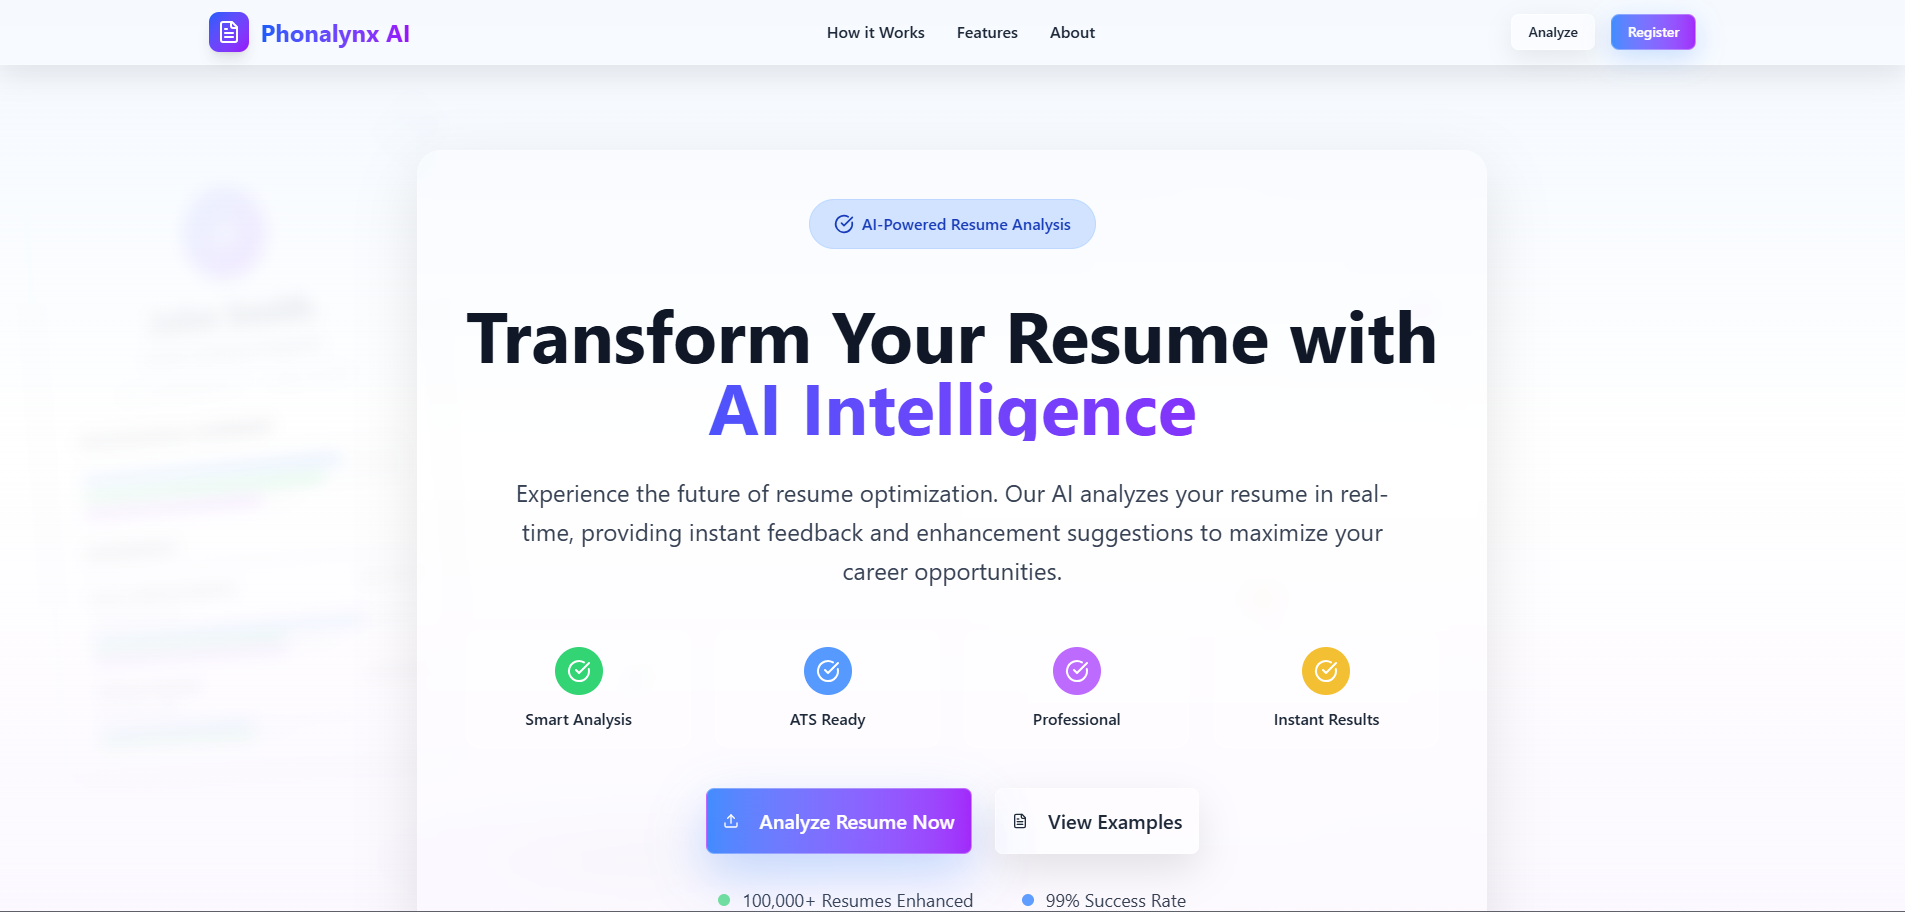 Phonalynx AI
How it Works
Features
About
Analyze
Register
AI-Powered Resume Analysis
Transform Your Resume with
AI Intelligence
Experience the future of resume optimization. Our AI analyzes your resume in real-
time, providing instant feedback and enhancement suggestions to maximize your
career opportunities.
Smart Analysis
ATS Ready
Professional
Instant Results
Analyze Resume Now
View Examples
100,000+ Resumes Enhanced
99% Success Rate